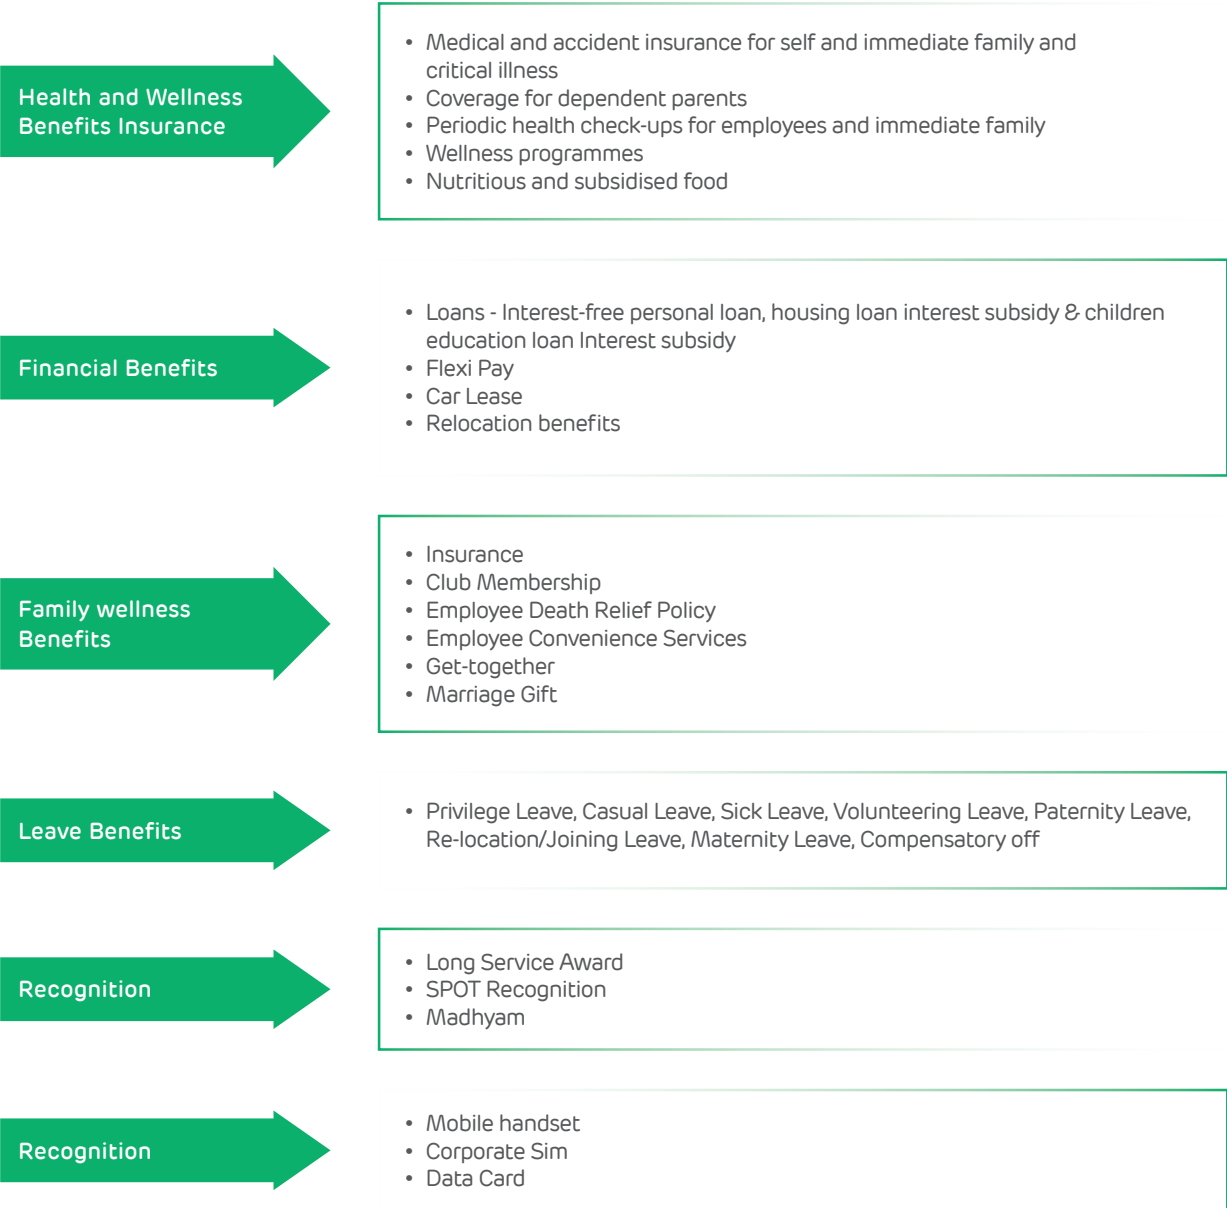 Health and Wellness
Benefits Insurance
• Medical and accident insurance for self and immediate family and
critical illness
• Coverage for dependent parents
• Periodic health check-ups for employees and immediate family
• Wellness programmes
• Nutritious and subsidised food
Financial Benefits
• Loans - Interest-free personal loan, housing loan interest subsidy & children
education loan Interest subsidy
• Flexi Pay
• Car Lease
• Relocation benefits
Family wellness
Benefits
• Insurance
• Club Membership
• Employee Death Relief Policy
• Employee Convenience Services
• Get-together
• Marriage Gift
Leave Benefits
• Privilege Leave, Casual Leave, Sick Leave, Volunteering Leave, Paternity Leave,
Re-location/Joining Leave, Maternity Leave, Compensatory off
Recognition
• Long Service Award
• SPOT Recognition
• Madhyam
Recognition
• Mobile handset
• Corporate Sim
• Data Card